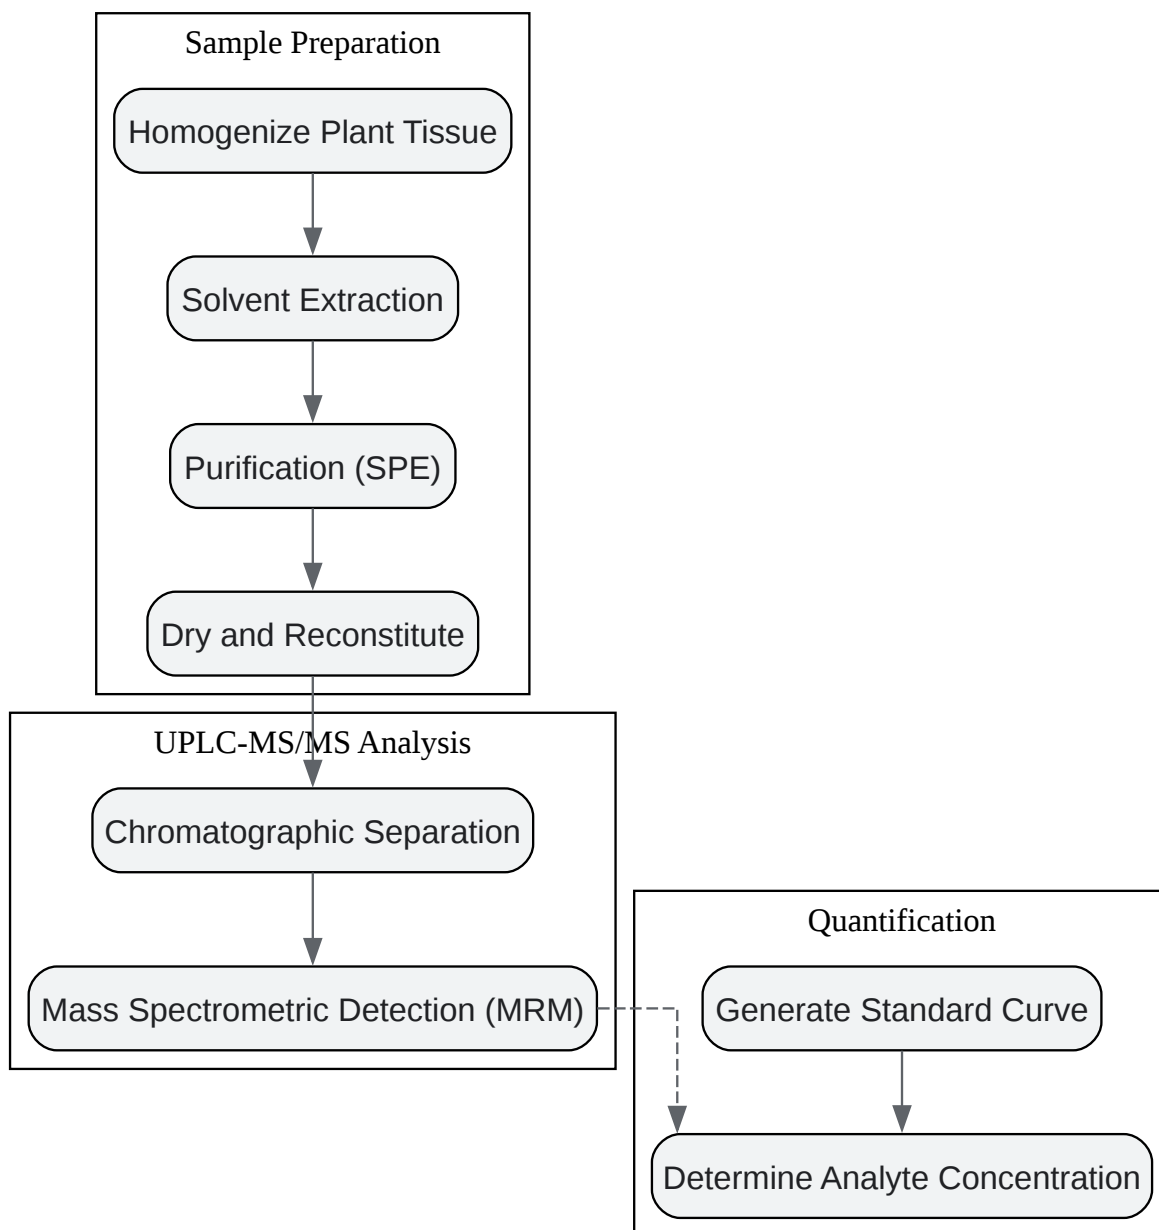 Sample Preparation
Homogenize Plant Tissue
Solvent Extraction
Purification (SPE)
Dry and Reconstitute
UPLC-MS/MS Analysis
Chromatographic Separation
Mass Spectrometric Detection (MRM)
Quantification
Generate Standard Curve
Determine Analyte Concentration